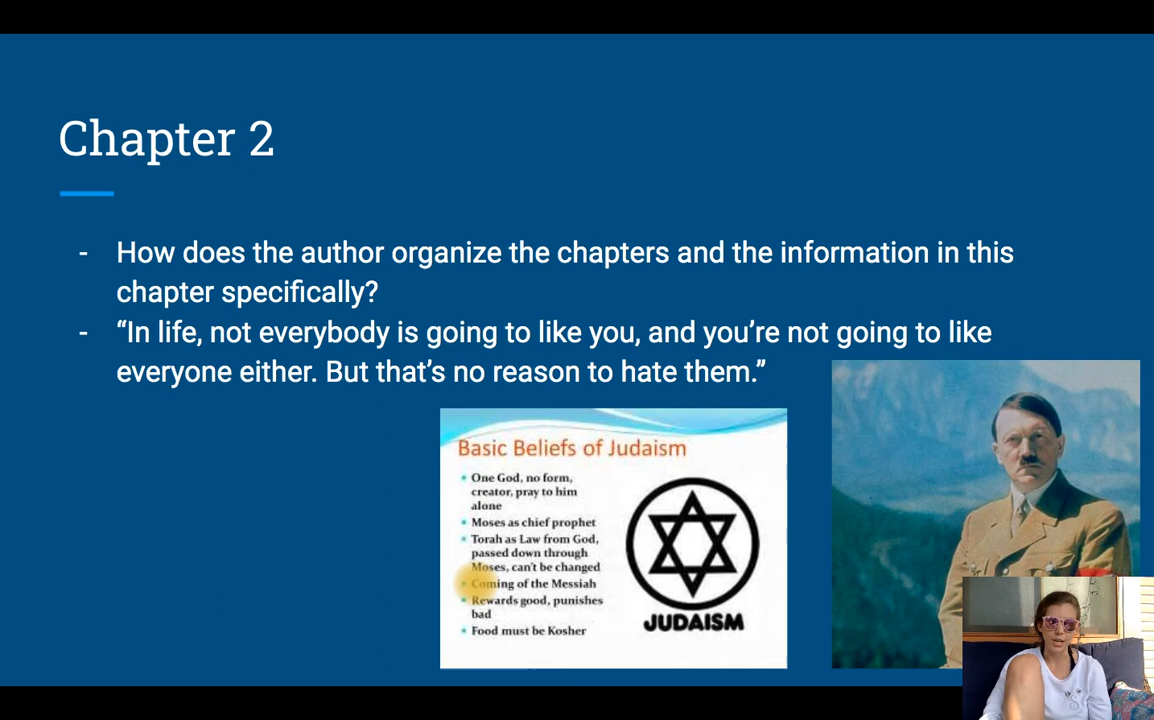 Chapter 2
- How does the author organize the chapters and the information in this
chapter specifically?
- “In life, not everybody is going to like you, and you’re not going to like
everyone either. But that’s no reason to hate them.”
Basic Beliefs of Judaism
• One God, no form,
creator, pray to him
alone
• Moses as chief prophet
• Torah as Law from God,
passed down through
Moses, can't be changed
• Coming of the Messiah
• Rewards good, punishes
bad
• Food must be Kosher
JUDAISM